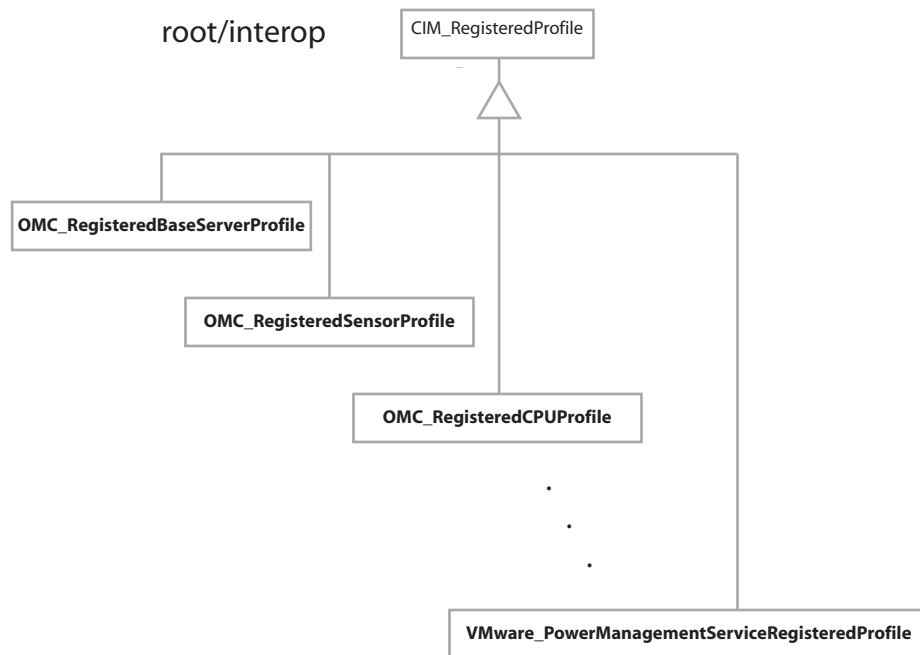 root/interop
CIM_RegisteredProfile
OMC_RegisteredBaseServerProfile
OMC_RegisteredSensorProfile
OMC_RegisteredCPUProfile
VMware_PowerManagementServiceRegisteredProfile